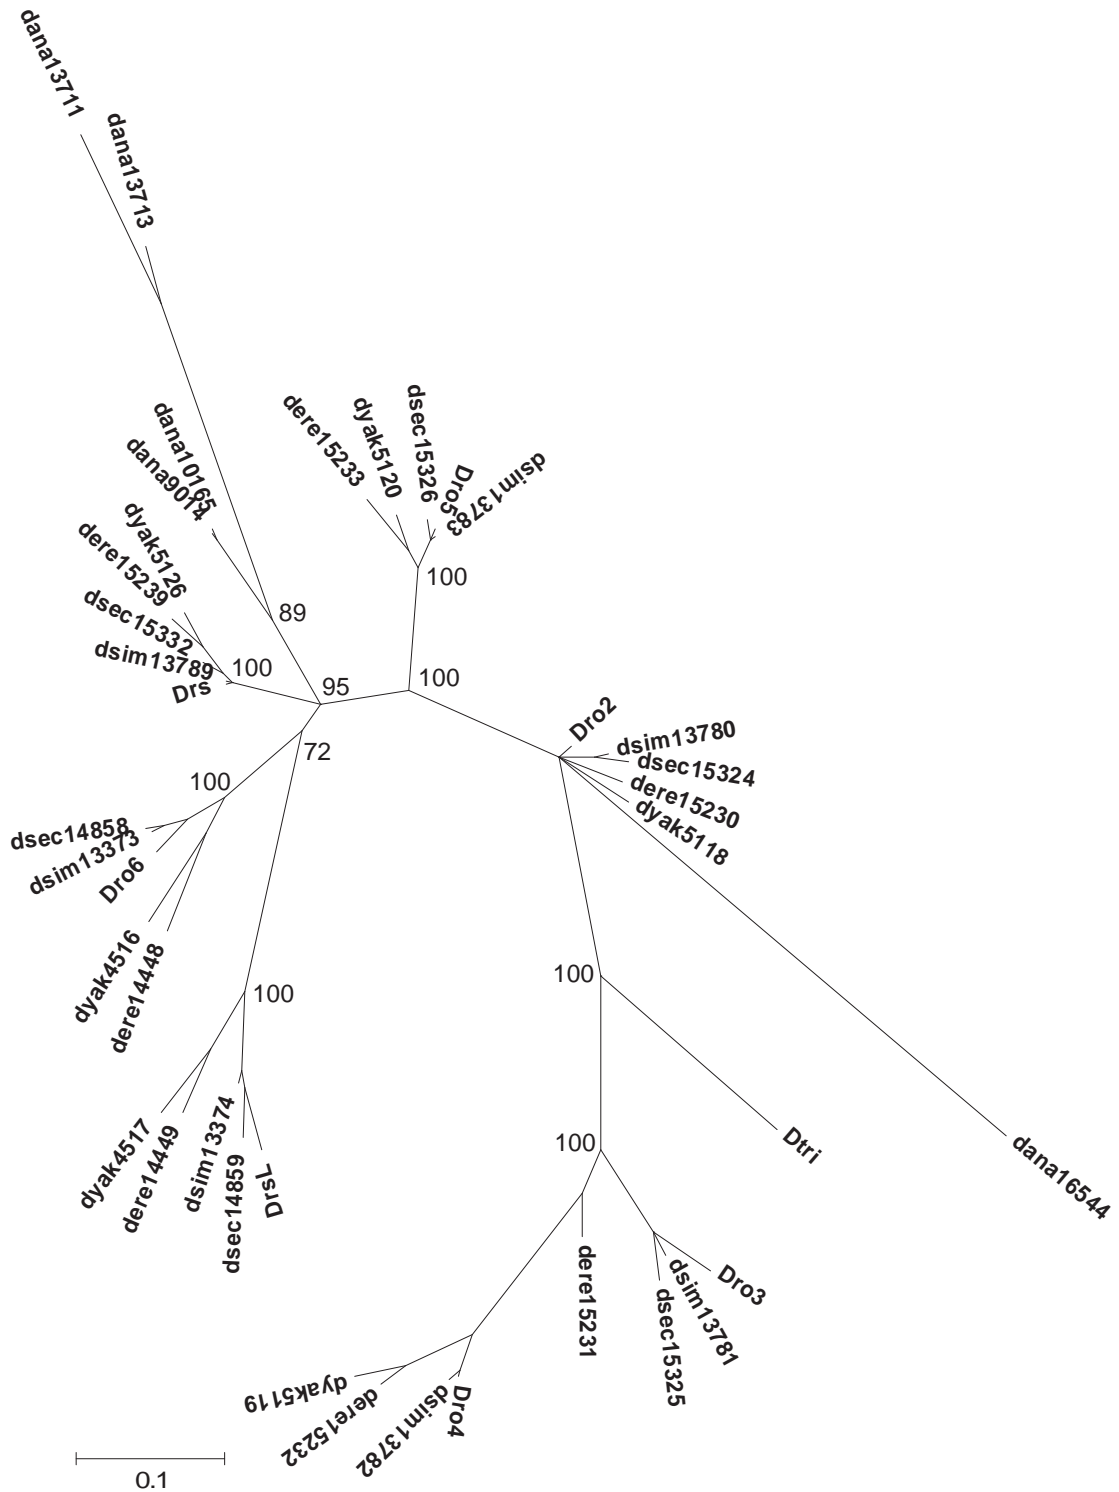 dana13711
dana13713
dana10165
dana9014
dyak5126
dere15239
dsec15332
dsim13789
Drs
dere15233
dyak5120
dsec15326
Dro5
dsim13783
100
89
100
95
100
72
100
Dro2
dsim13780
dsec15324
dere15230
dyak5118
dsec14858
dsim13373
Dro6
dyak4516
dere14448
100
100
dyak4517
dere14449
dsim13374
dsec14859
DrsL
100
Dtri
dana16544
dere15231
Dro3
dsim13781
dsec15325
dyak5119
dere15232
dsim13782
Dro4
0.1